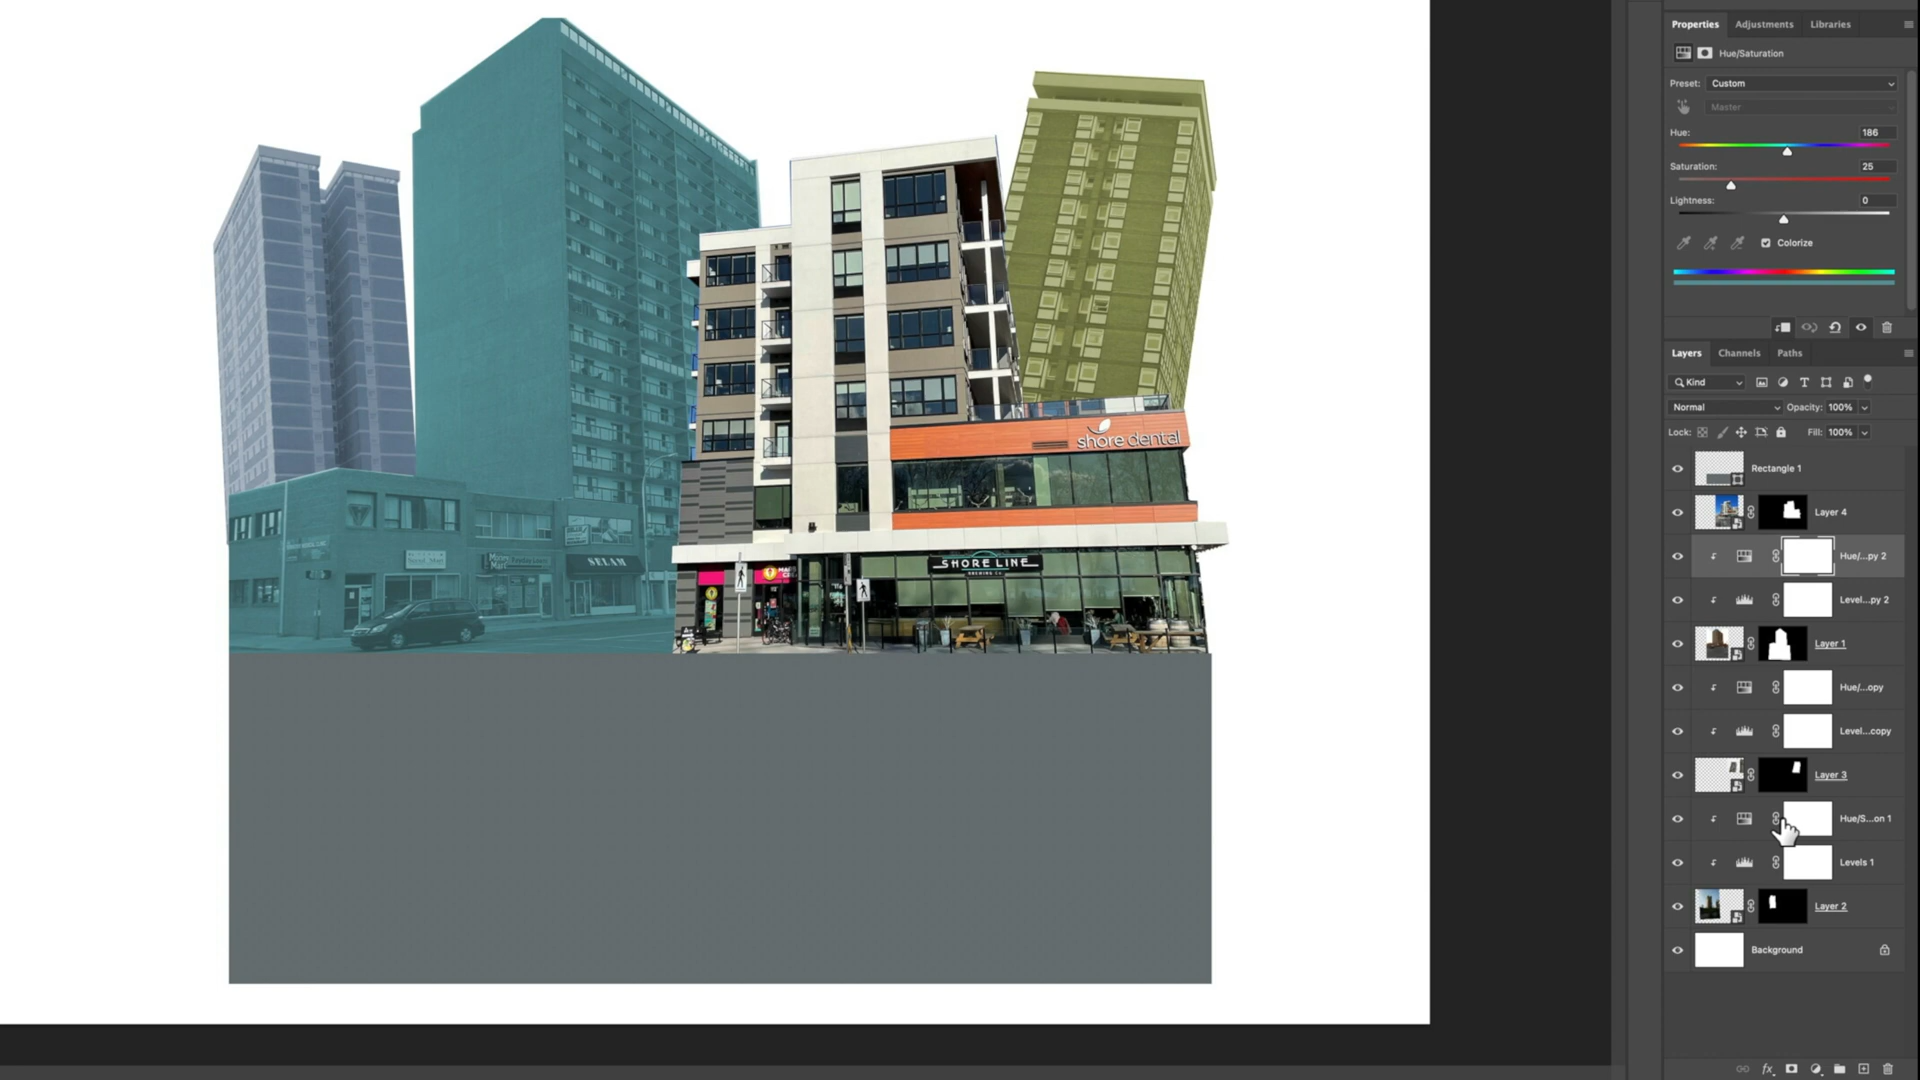 Properties Adjustments Libraries
Hue/Saturation
Preset: Custom
Master
Hue: 186
Saturation: 25
Lightness: 0
Colorize
Layers Channels Paths
Kind
Normal Opacity: 100%
Lock: Fill: 100%
Rectangle 1
Layer 4
Hue/...py 2
Level...py 2
Layer 1
Hue/...opy
Level...copy
Layer 3
Hue/S...on 1
Levels 1
Layer 2
Background
shore dental
SHORE LINE
BREWING CO.
SELAM